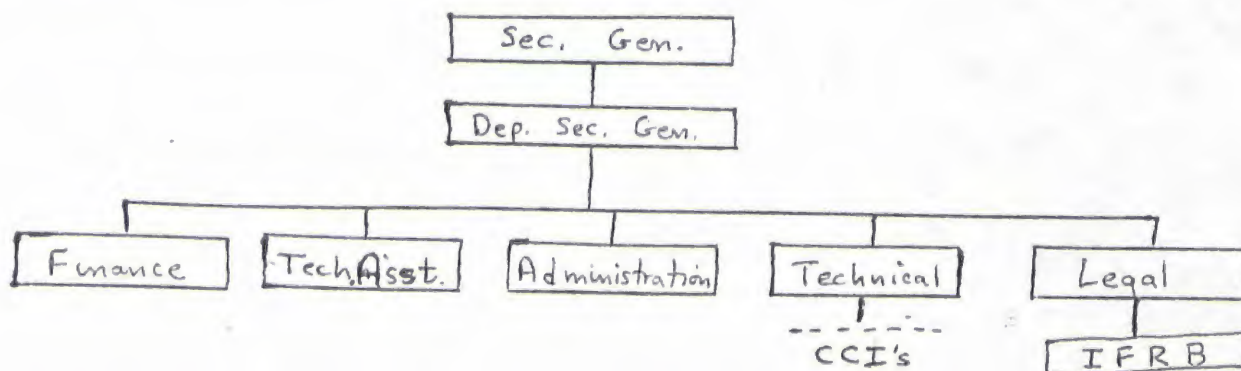 Sec. Gen.
Dep. Sec. Gen.
Finance
Tech. Asst.
Administration
Technical
Legal
CCI's
IFRB